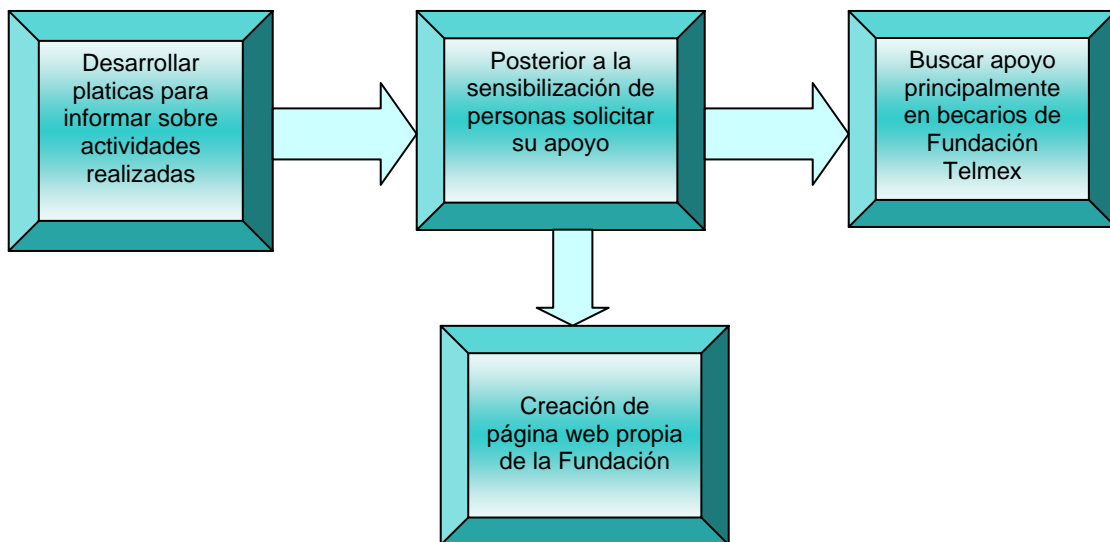 Desarrollar
platicas para
informar sobre
actividades
realizadas
Posterior a la
sensibilización de
personas solicitar
su apoyo
Buscar apoyo
principalmente
en becarios de
Fundación
Telmex
Creación de
página web propia
de la Fundación